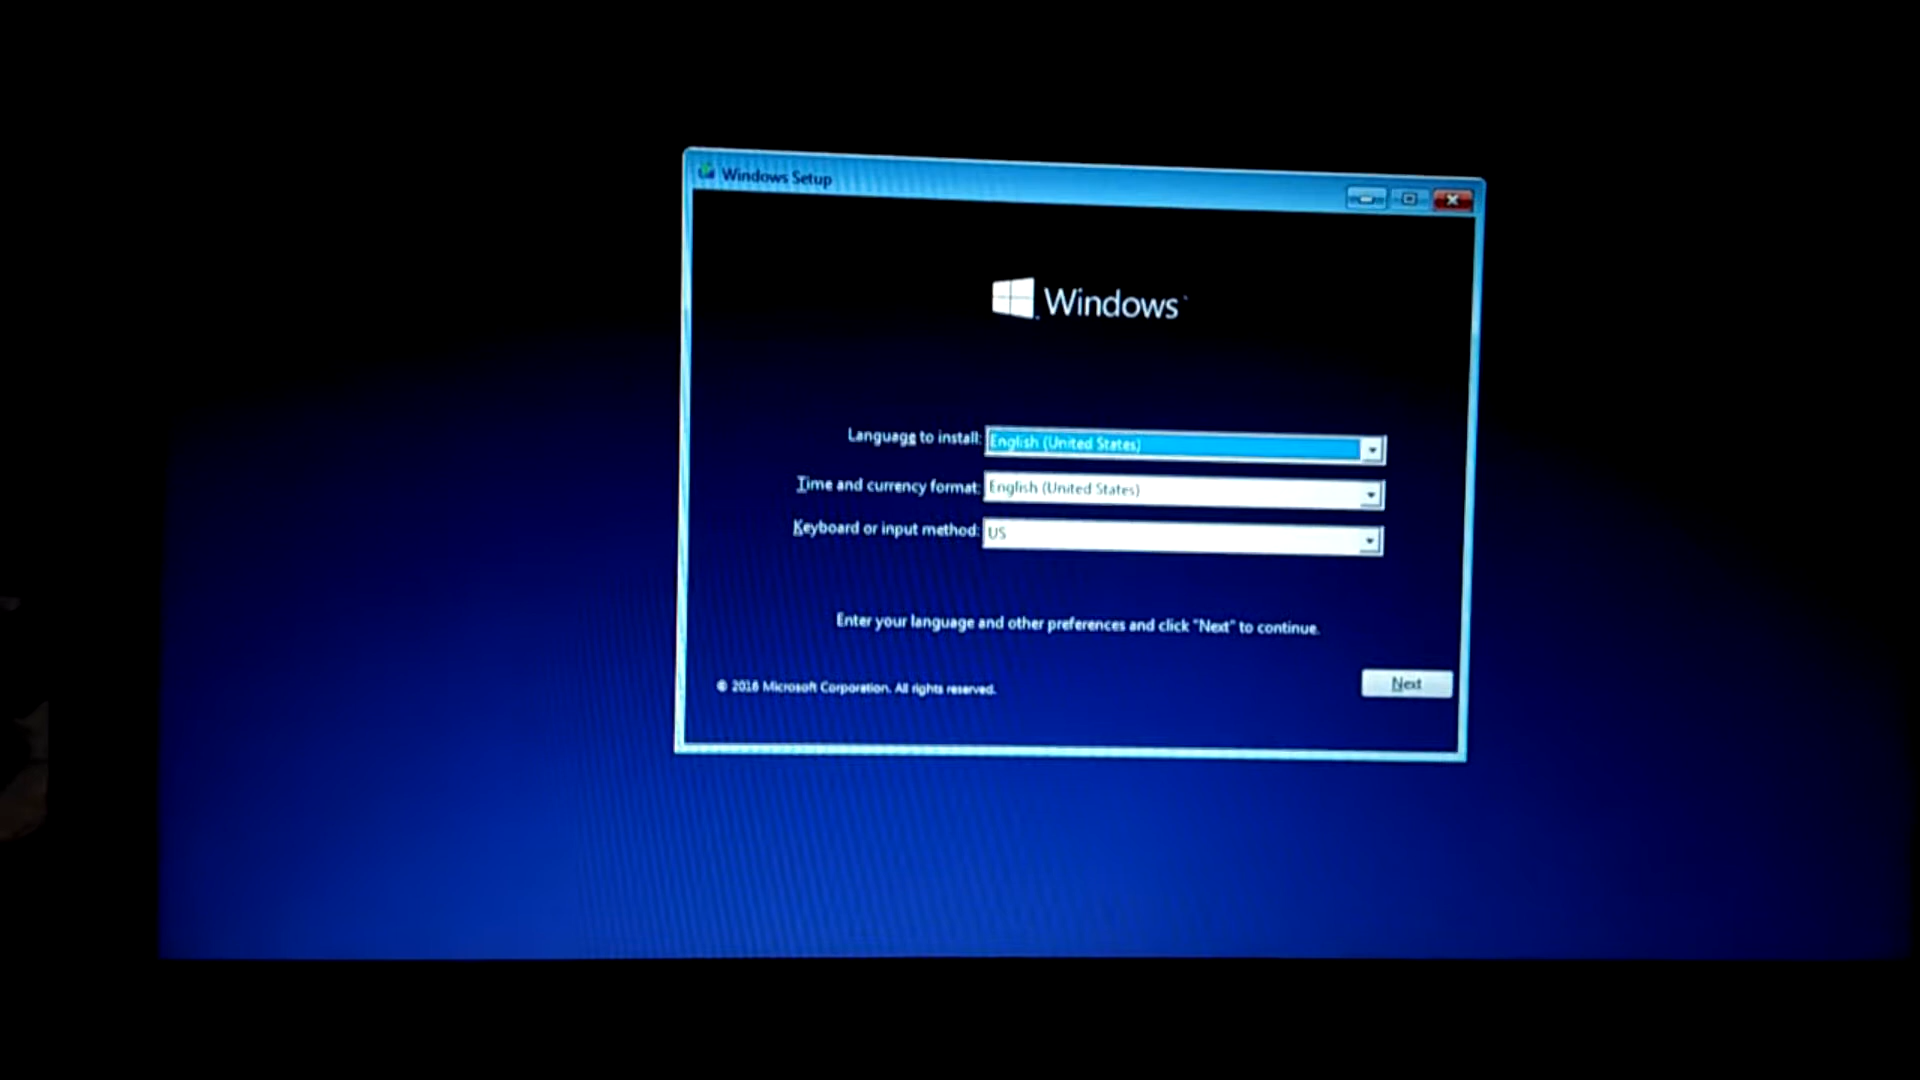 Windows Setup
Windows
Language to install: English (United States)
Time and currency format: English (United States)
Keyboard or input method: US
Enter your language and other preferences and click "Next" to continue.
© 2016 Microsoft Corporation. All rights reserved.
Next